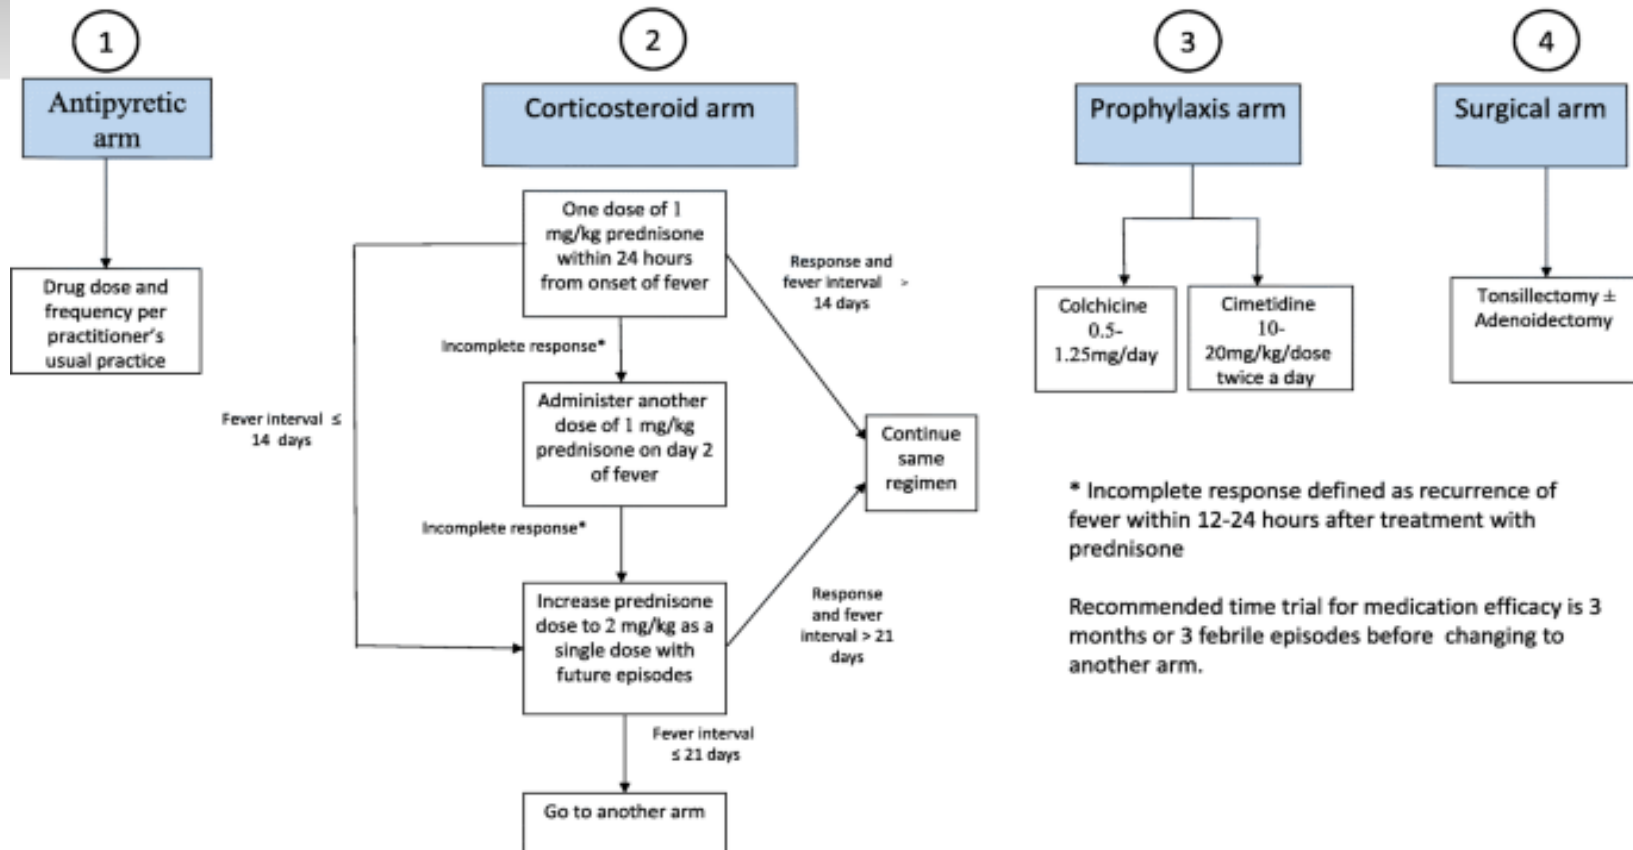 1
Antipyretic
arm
Drug dose and
frequency per
practitioner's
usual practice
2
Corticosteroid arm
One dose of 1
mg/kg prednisone
within 24 hours
from onset of fever
Response and
fever interval >
14 days
Incomplete response*
Fever interval ≤
14 days
Administer another
dose of 1 mg/kg
prednisone on day 2
of fever
Continue
same
regimen
Incomplete response*
Increase prednisone
dose to 2 mg/kg as a
single dose with
future episodes
Response
and fever
interval > 21
days
Fever interval
≤ 21 days
Go to another arm
3
Prophylaxis arm
Colchicine
0.5-
1.25mg/day
Cimetidine
10-
20mg/kg/dose
twice a day
4
Surgical arm
Tonsillectomy ±
Adenoidectomy
* Incomplete response defined as recurrence of
fever within 12-24 hours after treatment with
prednisone
Recommended time trial for medication efficacy is 3
months or 3 febrile episodes before changing to
another arm.